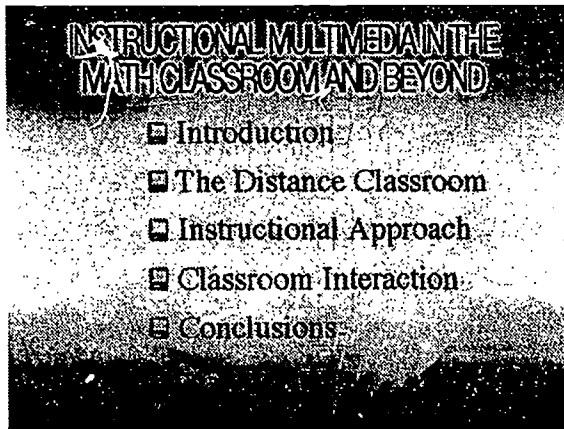 INSTRUCTIONAL MULTIMEDIA IN THE
MATH CLASSROOM AND BEYOND
Introduction
The Distance Classroom
Instructional Approach
Classroom Interaction
Conclusions